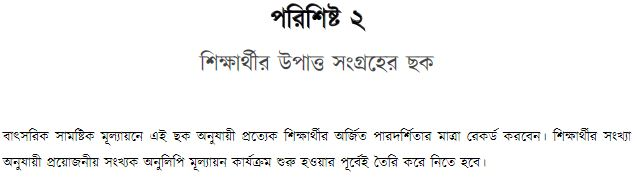 পরিশিষ্ট ২
শিক্ষার্থীর উপাত্ত সংগ্রহের ছক
বাৎসরিক সামষ্টিক মূল্যায়নে এই ছক অনুযায়ী প্রত্যেক শিক্ষার্থীর অর্জিত পারদর্শিতার মাত্রা রেকর্ড করবেন। শিক্ষার্থীর সংখ্যা
অনুযায়ী প্রয়োজনীয় সংখ্যক অনুলিপি মূল্যায়ন কার্যক্রম শুরু হওয়ার পূর্বেই তৈরি করে নিতে হবে।